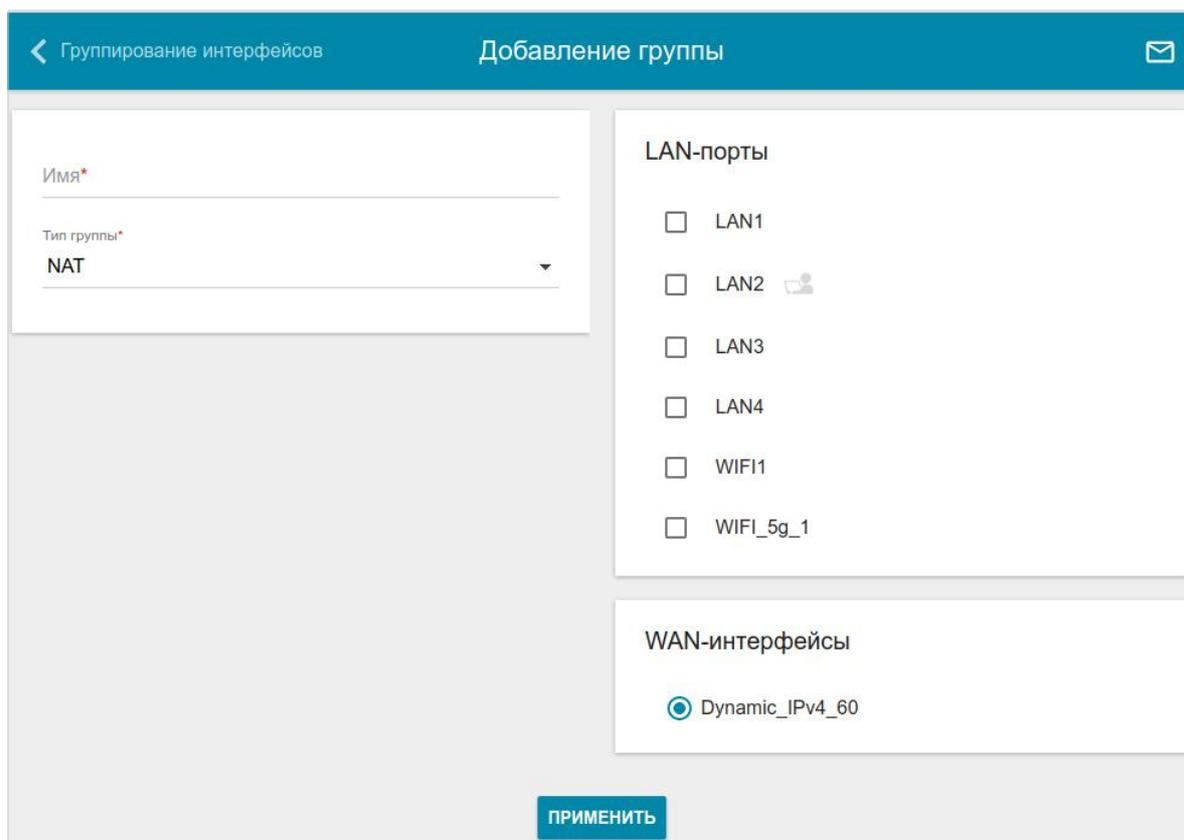 Группирование интерфейсов
Добавление группы
Имя*
Тип группы*
NAT
LAN-порты
LAN1
LAN2
LAN3
LAN4
WIFI1
WIFI_5g_1
WAN-интерфейсы
Dynamic_IPv4_60
ПРИМЕНИТЬ